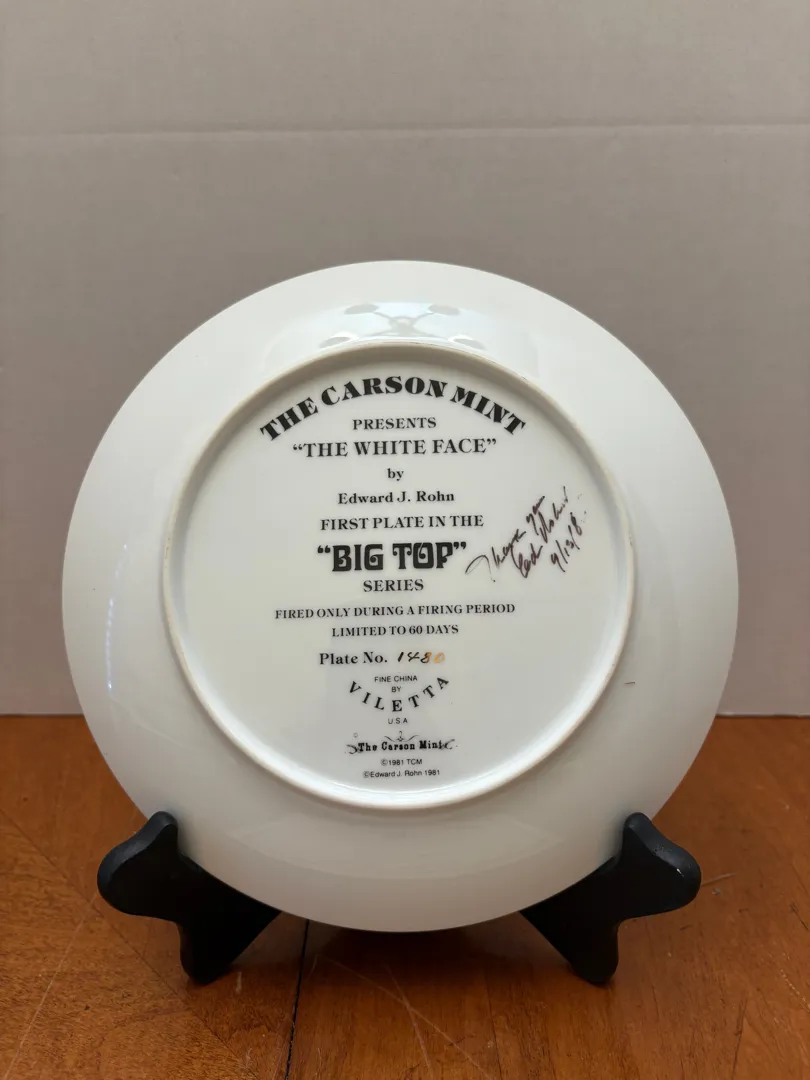 THE CARSON MINT
PRESENTS
“THE WHITE FACE”
by
Edward J. Rohn
FIRST PLATE IN THE
“BIG TOP”
SERIES
FIRED ONLY DURING A FIRING PERIOD
LIMITED TO 60 DAYS
Plate No. 1480
FINE CHINA
BY
VILETTA
U.S.A
The Carson Mint
©1981 TCM
©Edward J. Rohn 1981
Thank you